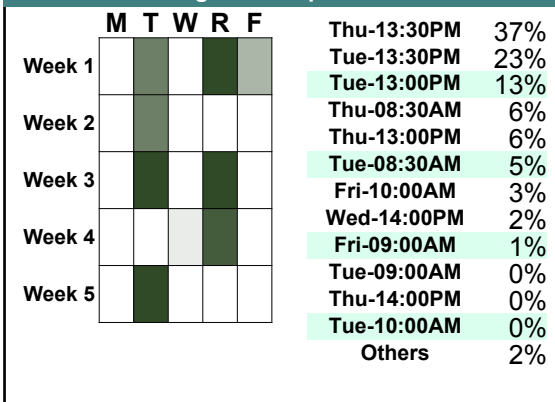 M T W R F
Week 1
Week 2
Week 3
Week 4
Week 5
Thu-13:30PM 37%
Tue-13:30PM 23%
Tue-13:00PM 13%
Thu-08:30AM 6%
Thu-13:00PM 6%
Tue-08:30AM 5%
Fri-10:00AM 3%
Wed-14:00PM 2%
Fri-09:00AM 1%
Tue-09:00AM 0%
Thu-14:00PM 0%
Tue-10:00AM 0%
Others 2%